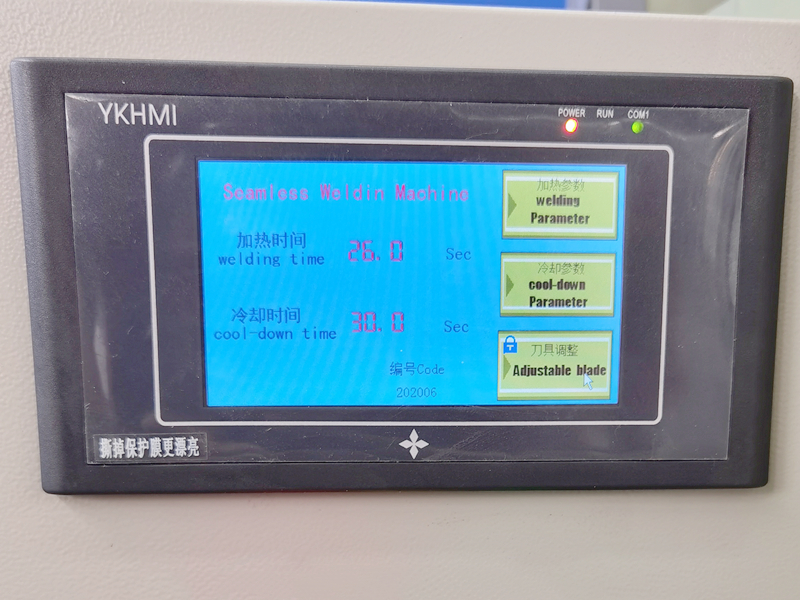 YKHMI
POWER RUN COM1
Seamless Weldin Machine
加热时间
welding time 26.0 Sec
冷却时间
cool-down time 30.0 Sec
编号Code
202006
加热参数
welding
Parameter
冷却参数
cool-down
Parameter
刀具调整
Adjustable blade
撕掉保护膜更漂亮